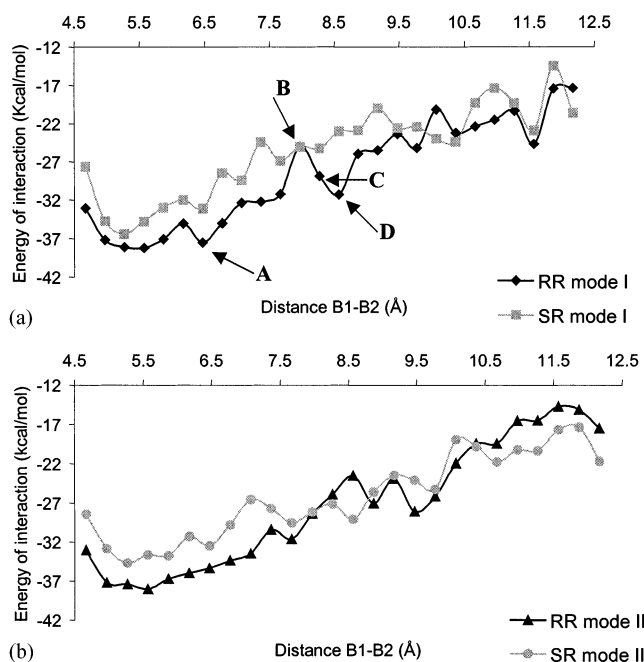 4.5 5.5 6.5 7.5 8.5 9.5 10.5 11.5 12.5
-12
-17
-22
-27
-32
-37
-42
Energy of interaction (Kcal/mol)
B
C
D
A
RR mode I
Distance B1-B2 (Å)
SR mode I
(a)
4.5 5.5 6.5 7.5 8.5 9.5 10.5 11.5 12.5
-12
-17
-22
-27
-32
-37
-42
Energy of interaction (kcal/mol)
RR mode II
Distance B1-B2 (Å)
SR mode II
(b)